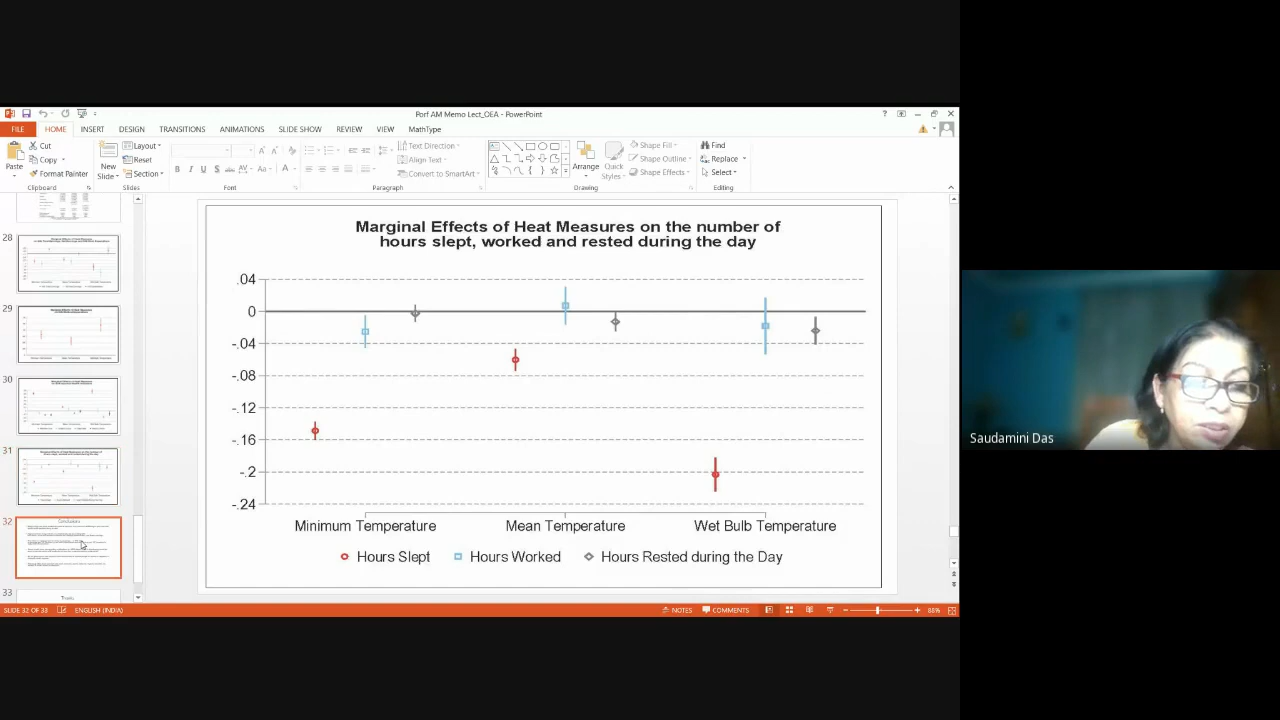 Porf AM Memo Lect_OEA - PowerPoint
FILE HOME INSERT DESIGN TRANSITIONS ANIMATIONS SLIDE SHOW REVIEW VIEW MathType
Paste
Cut
Copy
Format Painter
Clipboard
New
Slide
Layout
Reset
Section
Slides
Font
Text Direction
Align Text
Convert to SmartArt
Paragraph
Arrange
Quick
Styles
Shape Fill
Shape Outline
Shape Effects
Drawing
Find
Replace
Select
Editing
28
29
30
31
32
Conclusions
33
Thanks
Marginal Effects of Heat Measures on the number of
hours slept, worked and rested during the day
.04
0
-.04
-.08
-.12
-.16
-.2
-.24
Minimum Temperature Mean Temperature Wet Bub Temperature
Hours Slept Hours Worked Hours Rested during the Day
SLIDE 32 OF 33 ENGLISH (INDIA) NOTES COMMENTS 88%
Saudamini Das